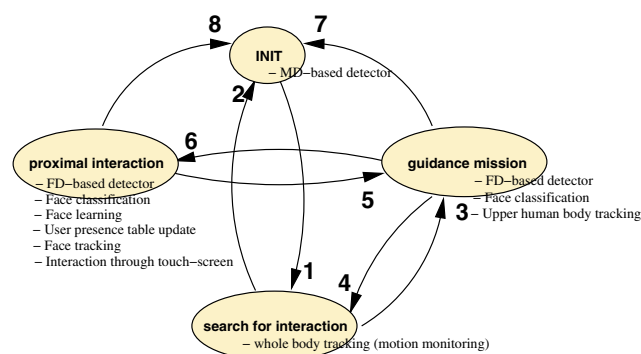 8
7
INIT
– MD–based detector
2
6
proximal interaction
– FD–based detector
– Face classification
– Face learning
– User presence table update
– Face tracking
– Interaction through touch–screen
guidance mission
– FD–based detector
– Face classification
– Upper human body tracking
5
3
1
4
search for interaction
– whole body tracking (motion monitoring)